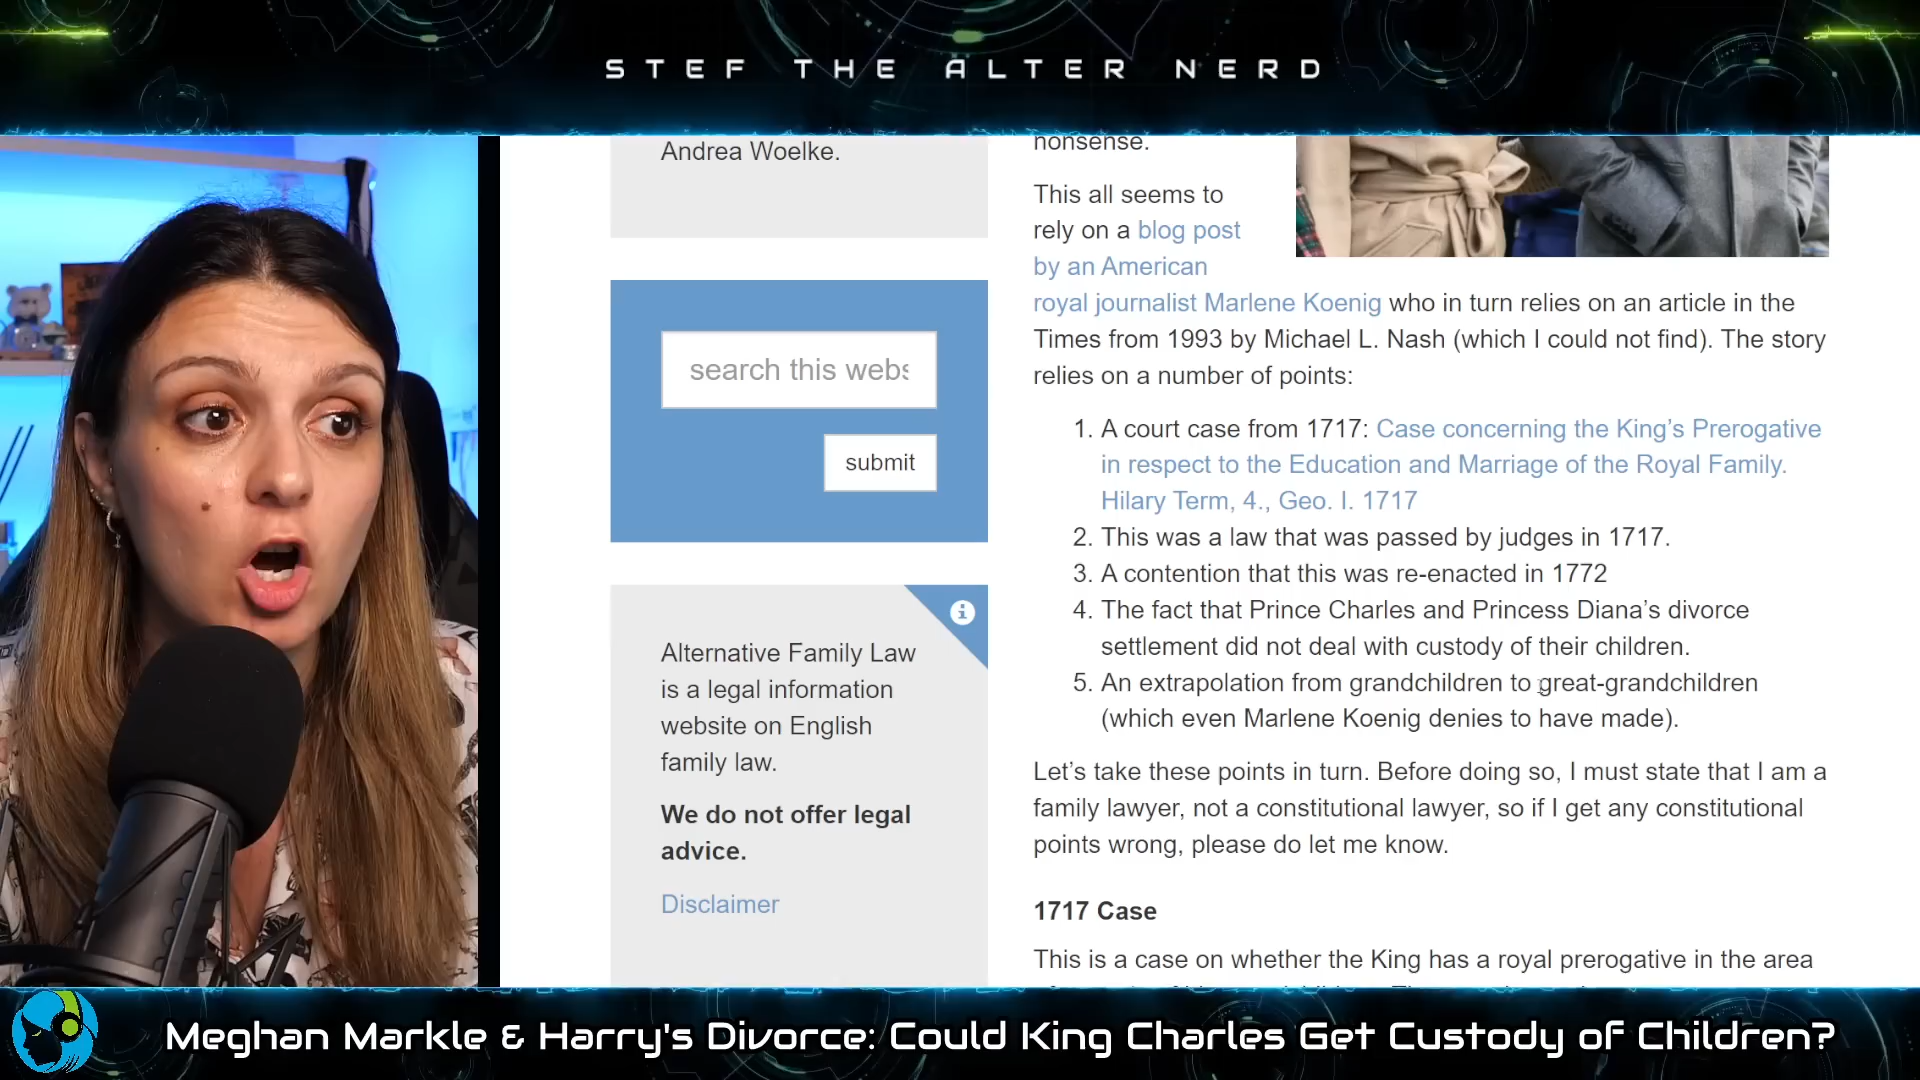 STEF THE ALTER NERD
Andrea Woelke.
submit
Alternative Family Law
is a legal information
website on English
family law.
We do not offer legal
advice.
Disclaimer
nonsense.
This all seems to
rely on a blog post
by an American
royal journalist Marlene Koenig who in turn relies on an article in the
Times from 1993 by Michael L. Nash (which I could not find). The story
relies on a number of points:
1. A court case from 1717: Case concerning the King’s Prerogative
in respect to the Education and Marriage of the Royal Family.
Hilary Term, 4., Geo. I. 1717
2. This was a law that was passed by judges in 1717.
3. A contention that this was re-enacted in 1772
4. The fact that Prince Charles and Princess Diana’s divorce
settlement did not deal with custody of their children.
5. An extrapolation from grandchildren to great-grandchildren
(which even Marlene Koenig denies to have made).
Let’s take these points in turn. Before doing so, I must state that I am a
family lawyer, not a constitutional lawyer, so if I get any constitutional
points wrong, please do let me know.
1717 Case
This is a case on whether the King has a royal prerogative in the area
Meghan Markle & Harry's Divorce: Could King Charles Get Custody of Children?